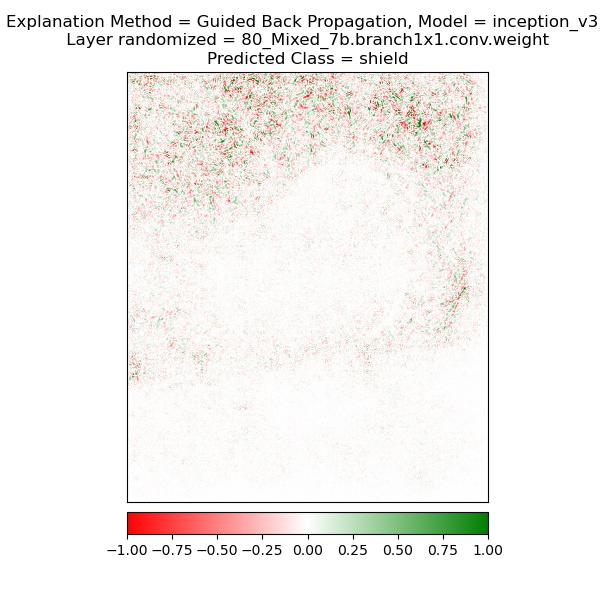 Explanation Method = Guided Back Propagation, Model = inception_v3
Layer randomized = 80_Mixed_7b.branch1x1.conv.weight
Predicted Class = shield
−1.00 −0.75 −0.50 −0.25 0.00 0.25 0.50 0.75 1.00